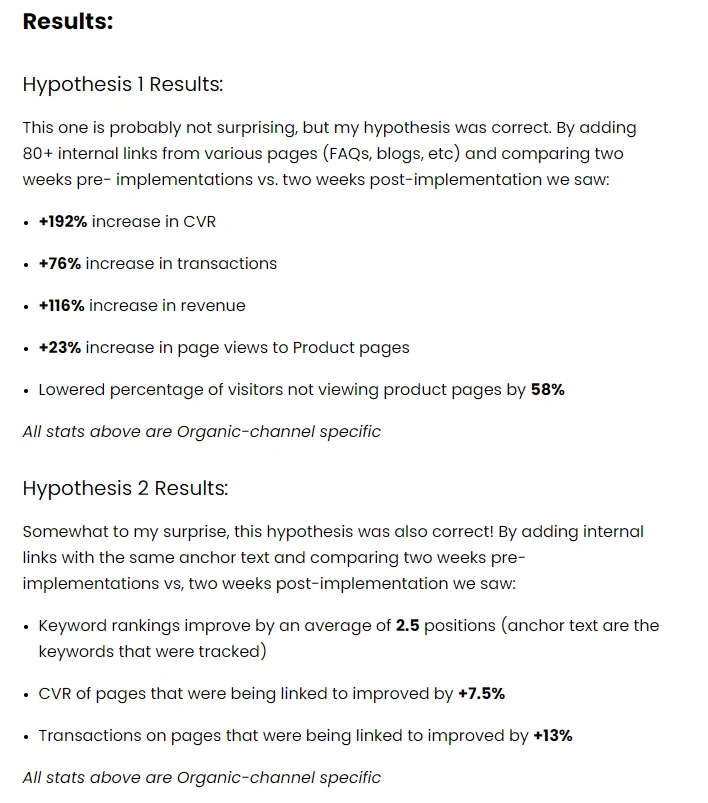 Results:
Hypothesis 1 Results:
This one is probably not surprising, but my hypothesis was correct. By adding
80+ internal links from various pages (FAQs, blogs, etc) and comparing two
weeks pre- implementations vs. two weeks post-implementation we saw:
• +192% increase in CVR
• +76% increase in transactions
• +116% increase in revenue
• +23% increase in page views to Product pages
• Lowered percentage of visitors not viewing product pages by 58%
All stats above are Organic-channel specific
Hypothesis 2 Results:
Somewhat to my surprise, this hypothesis was also correct! By adding internal
links with the same anchor text and comparing two weeks pre-
implementations vs, two weeks post-implementation we saw:
• Keyword rankings improve by an average of 2.5 positions (anchor text are the
keywords that were tracked)
• CVR of pages that were being linked to improved by +7.5%
• Transactions on pages that were being linked to improved by +13%
All stats above are Organic-channel specific